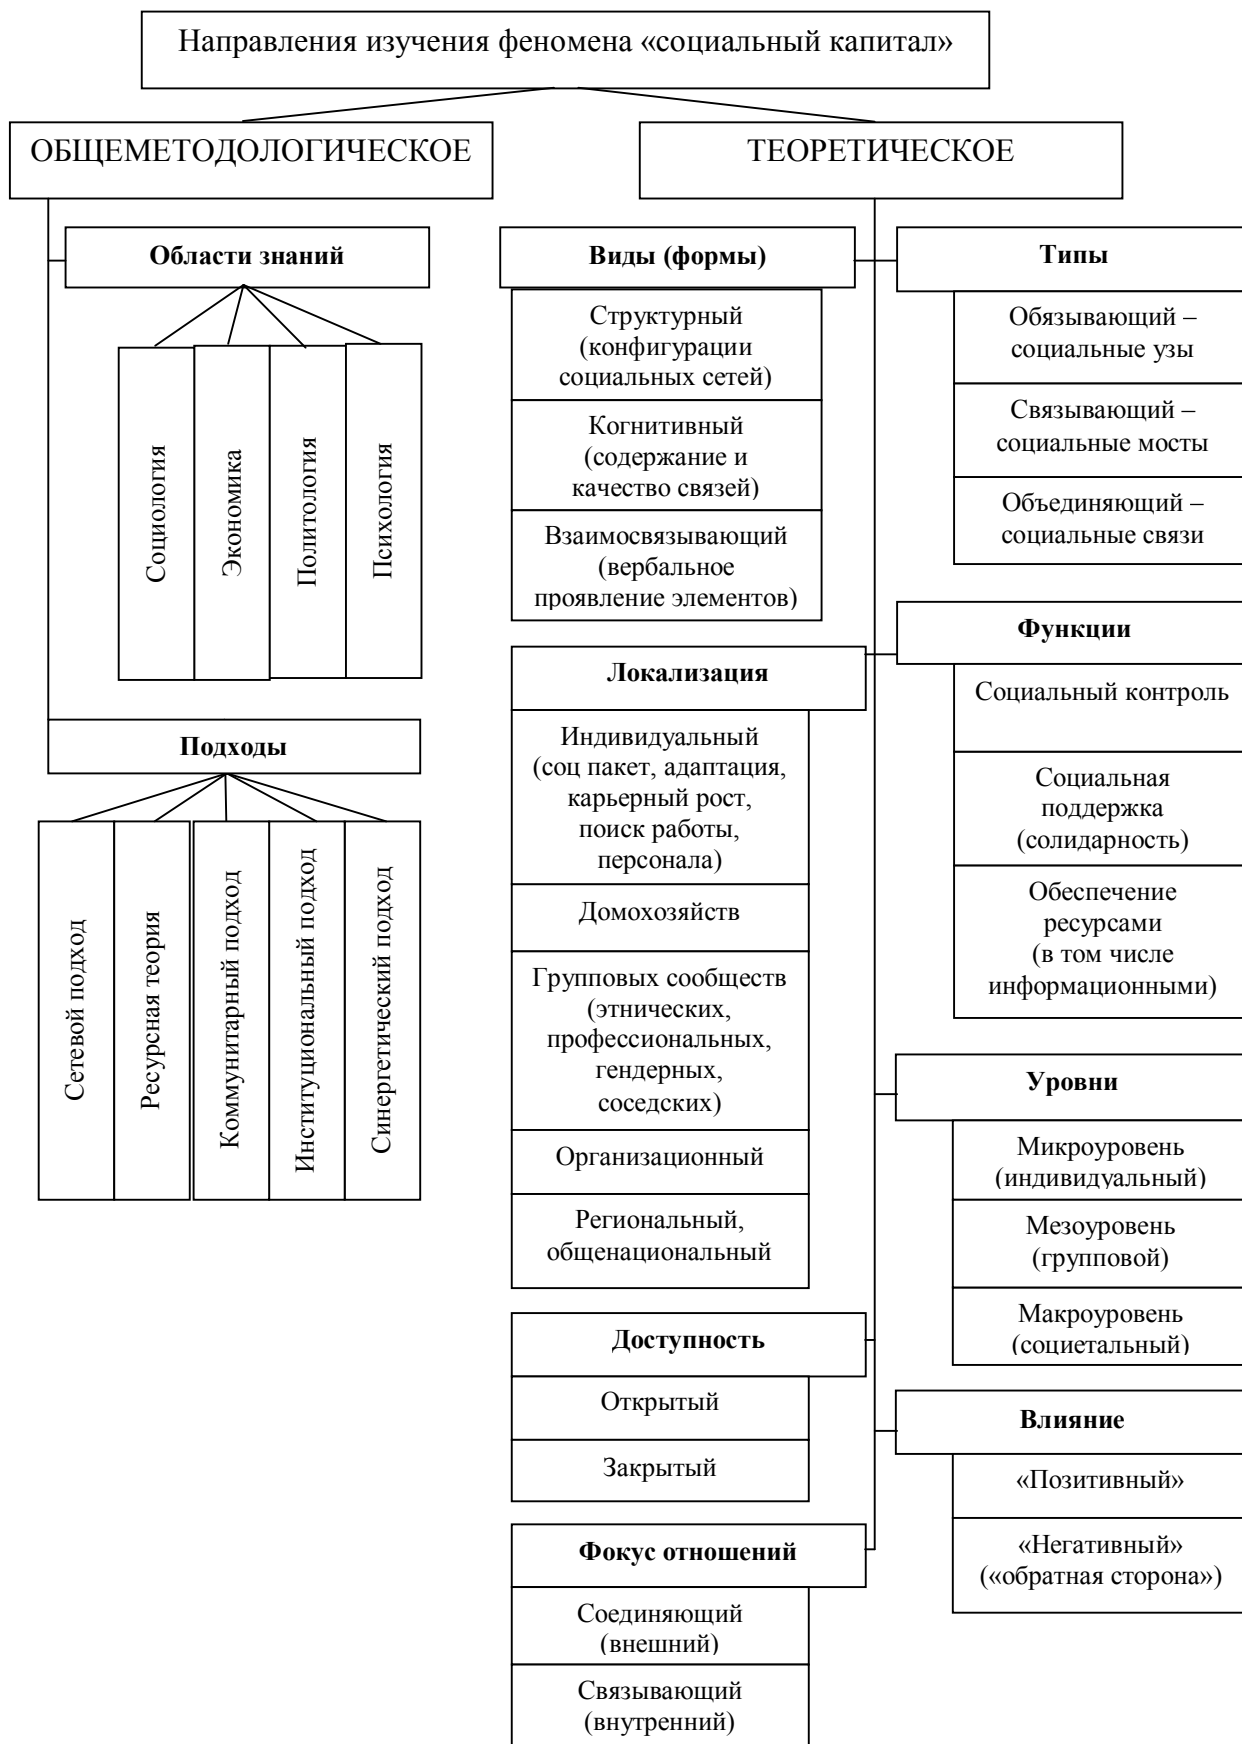 Направления изучения феномена «социальный капитал»
ОБЩЕМЕТОДОЛОГИЧЕСКОЕ
Области знаний
Социология
Экономика
Политология
Психология
Подходы
Сетевой подход
Ресурсная теория
Коммунитарный подход
Институциональный подход
Синергетический подход
ТЕОРЕТИЧЕСКОЕ
Виды (формы)
Структурный
(конфигурации
социальных сетей)
Когнитивный
(содержание и
качество связей)
Взаимосвязывающий
(вербальное
проявление элементов)
Локализация
Индивидуальный
(соц пакет, адаптация,
карьерный рост,
поиск работы,
персонала)
Домохозяйств
Групповых сообществ
(этнических,
профессиональных,
гендерных,
соседских)
Организационный
Региональный,
общенациональный
Доступность
Открытый
Закрытый
Фокус отношений
Соединяющий
(внешний)
Связывающий
(внутренний)
Типы
Обязывающий –
социальные узы
Связывающий –
социальные мосты
Объединяющий –
социальные связи
Функции
Социальный контроль
Социальная
поддержка
(солидарность)
Обеспечение
ресурсами
(в том числе
информационными)
Уровни
Микроуровень
(индивидуальный)
Мезоуровень
(групповой)
Макроуровень
(социетальный)
Влияние
«Позитивный»
«Негативный»
(«обратная сторона»)